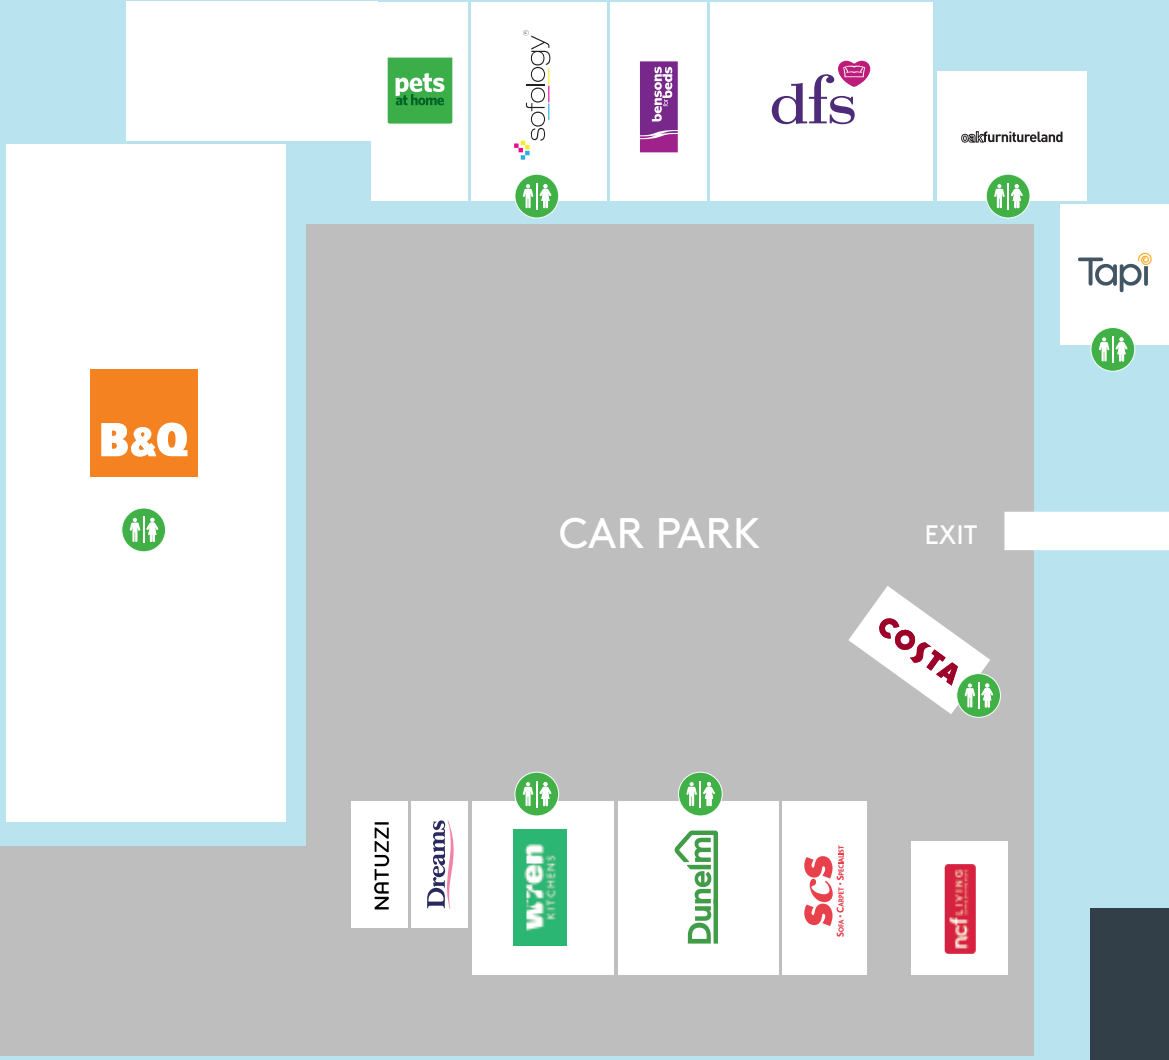 pets
at home
sofology
©
bensons
for beds
dfs
oakfurnitureland
Tapi
B&Q
CAR PARK
EXIT
COSTA
NATUZZI
Dreams
wren
KITCHENS
Dunelm
ScS
SOFA · CARPET · SPECIALIST
ncf LIVING